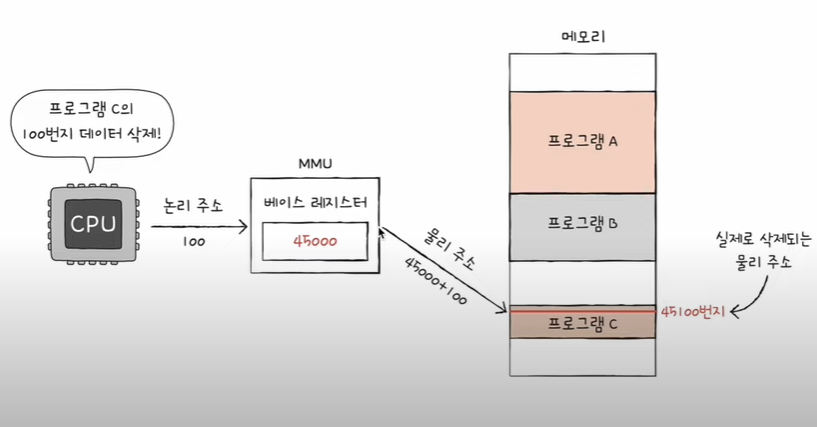 메모리
프로그램 C의
100번지 데이터 삭제!
MMU
프로그램 A
베이스 레지스터
논리 주소
CPU
100
45000
물리 주소
45000+100
프로그램 B
실제로 삭제되는
물리 주소
45100번지
프로그램 C